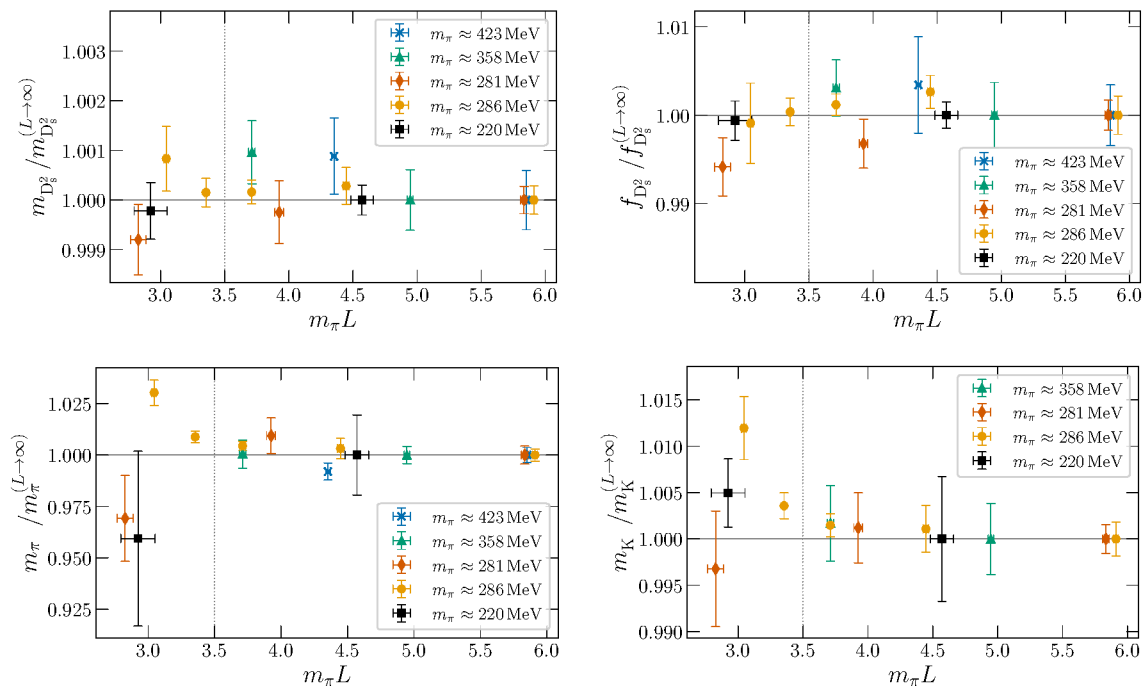 1.003
1.002
1.001
1.000
0.999
m_{D_s^2}/m_{D_s^2}^{(L→∞)}
m_π ≈ 423 MeV
m_π ≈ 358 MeV
m_π ≈ 281 MeV
m_π ≈ 286 MeV
m_π ≈ 220 MeV
3.0 3.5 4.0 4.5 5.0 5.5 6.0
m_π L
1.01
1.00
0.99
f_{D_s^2}/f_{D_s^2}^{(L→∞)}
m_π ≈ 423 MeV
m_π ≈ 358 MeV
m_π ≈ 281 MeV
m_π ≈ 286 MeV
m_π ≈ 220 MeV
3.0 3.5 4.0 4.5 5.0 5.5 6.0
m_π L
1.025
1.000
0.975
0.950
0.925
m_π/m_π^{(L→∞)}
m_π ≈ 423 MeV
m_π ≈ 358 MeV
m_π ≈ 281 MeV
m_π ≈ 286 MeV
m_π ≈ 220 MeV
3.0 3.5 4.0 4.5 5.0 5.5 6.0
m_π L
1.015
1.010
1.005
1.000
0.995
0.990
m_K/m_K^{(L→∞)}
m_π ≈ 358 MeV
m_π ≈ 281 MeV
m_π ≈ 286 MeV
m_π ≈ 220 MeV
3.0 3.5 4.0 4.5 5.0 5.5 6.0
m_π L